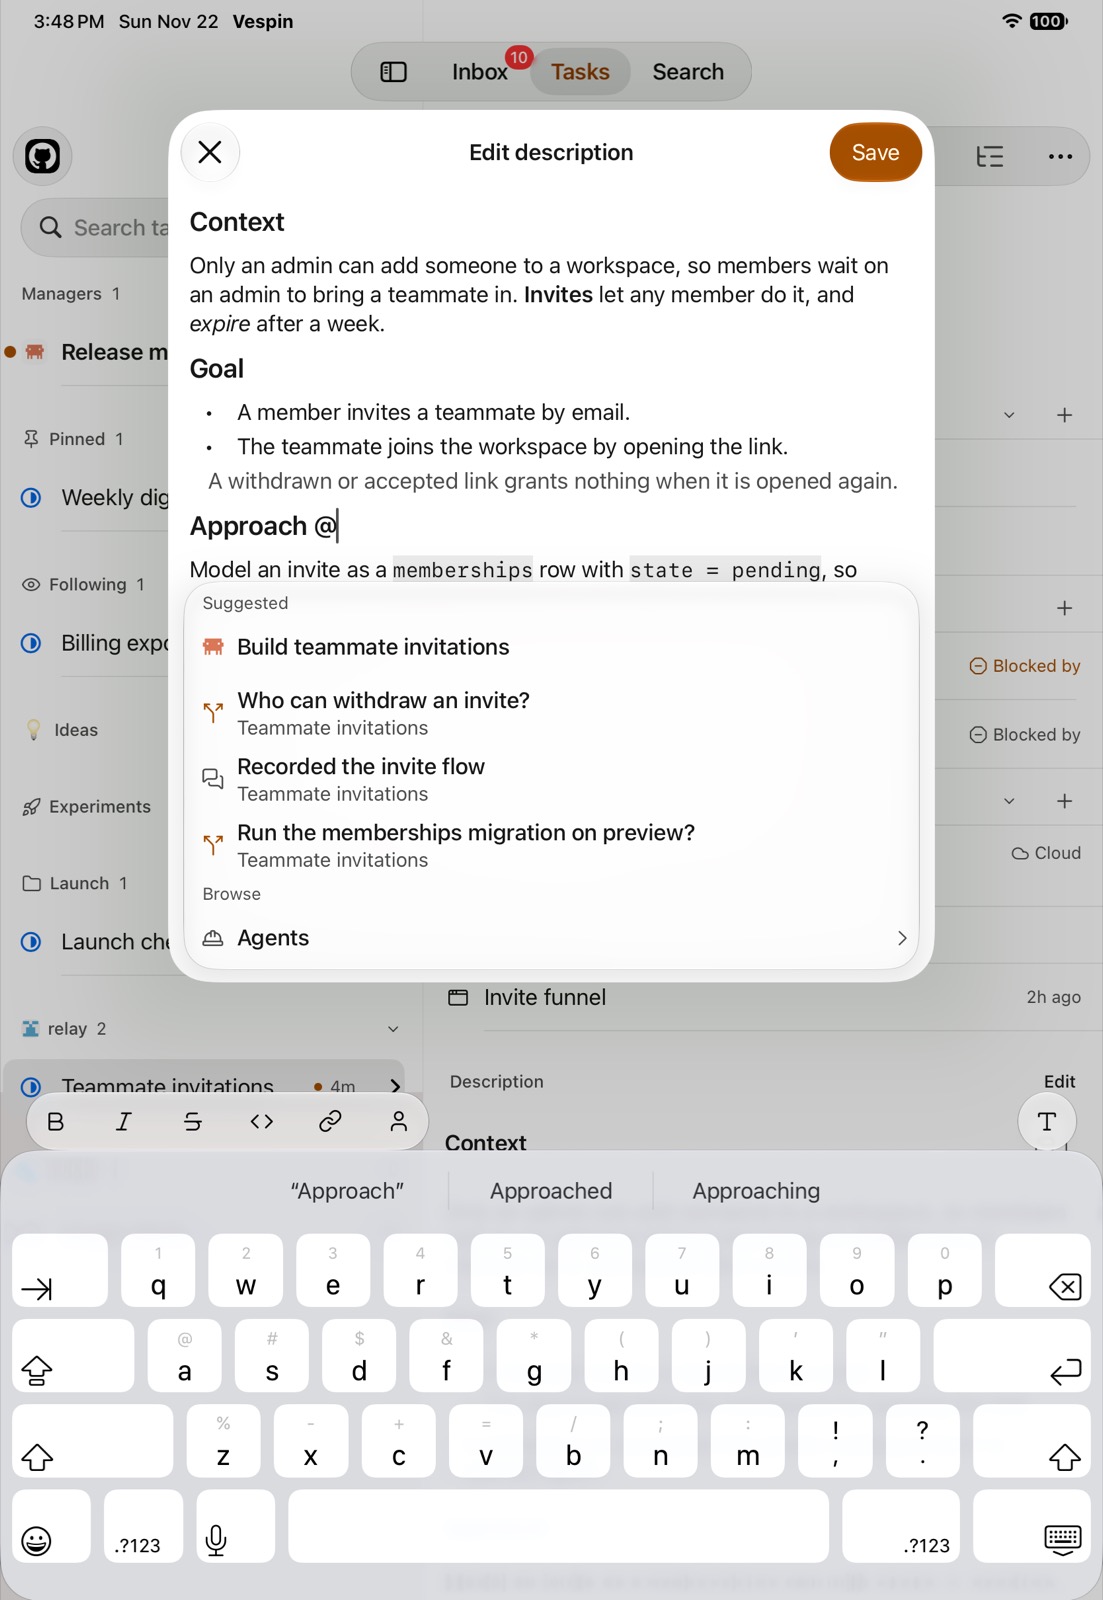 3:48 PM Sun Nov 22 Vespin
100
Inbox 10 Tasks Search
Search ta
Managers 1
Release m
Pinned 1
Weekly dig
Following 1
Billing expo
Ideas
Experiments
Launch 1
Launch che
relay 2
Teammate invitations 4m
Edit description
Save
Context
Only an admin can add someone to a workspace, so members wait on
an admin to bring a teammate in. Invites let any member do it, and
expire after a week.
Goal
• A member invites a teammate by email.
• The teammate joins the workspace by opening the link.
A withdrawn or accepted link grants nothing when it is opened again.
Approach @
Model an invite as a memberships row with state = pending, so
Suggested
Build teammate invitations
Who can withdraw an invite?
Teammate invitations
Recorded the invite flow
Teammate invitations
Run the memberships migration on preview?
Teammate invitations
Browse
Agents
Blocked by
Blocked by
Cloud
Invite funnel 2h ago
Description Edit
Context
B I S <> T
“Approach” Approached Approaching
1 2 3 4 5 6 7 8 9 0
q w e r t y u i o p
@ # $ & * ( ) ' "
a s d f g h j k l
% - + = / ; : ! ?
z x c v b n m , .
.?123 .?123